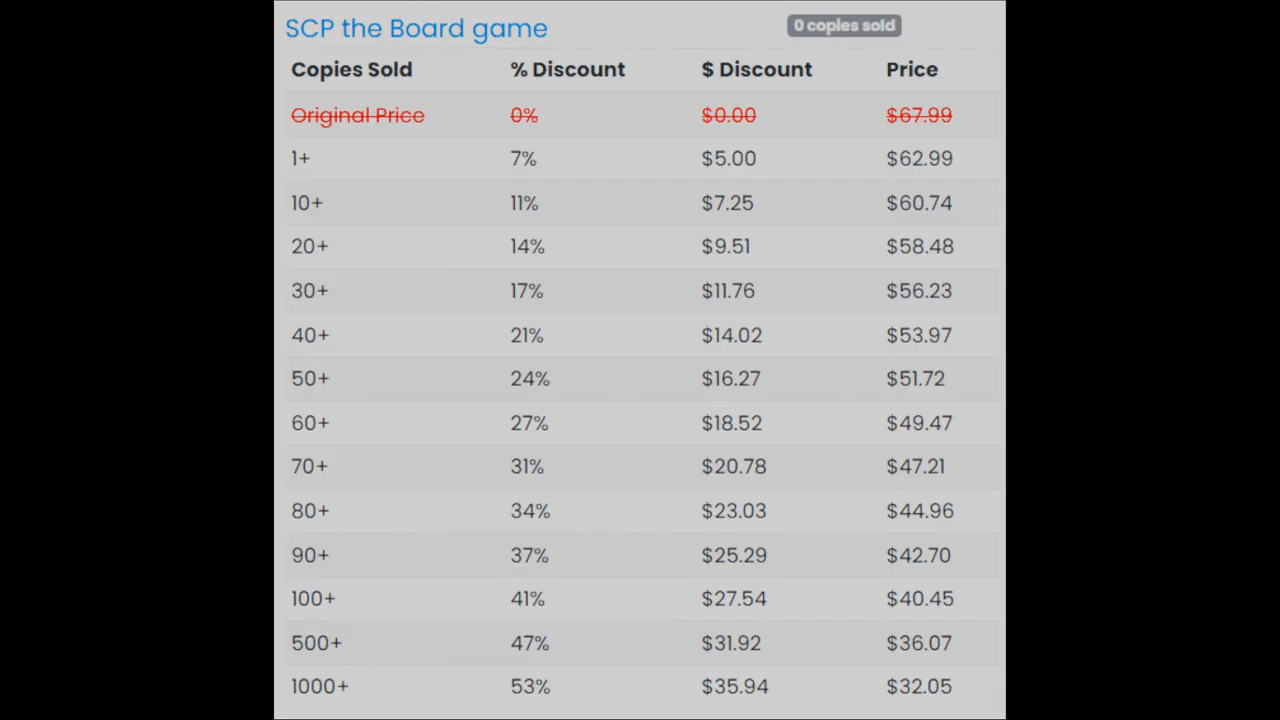 SCP the Board game 0 copies sold
Copies Sold % Discount $ Discount Price
Original Price 0% $0.00 $67.99
1+ 7% $5.00 $62.99
10+ 11% $7.25 $60.74
20+ 14% $9.51 $58.48
30+ 17% $11.76 $56.23
40+ 21% $14.02 $53.97
50+ 24% $16.27 $51.72
60+ 27% $18.52 $49.47
70+ 31% $20.78 $47.21
80+ 34% $23.03 $44.96
90+ 37% $25.29 $42.70
100+ 41% $27.54 $40.45
500+ 47% $31.92 $36.07
1000+ 53% $35.94 $32.05